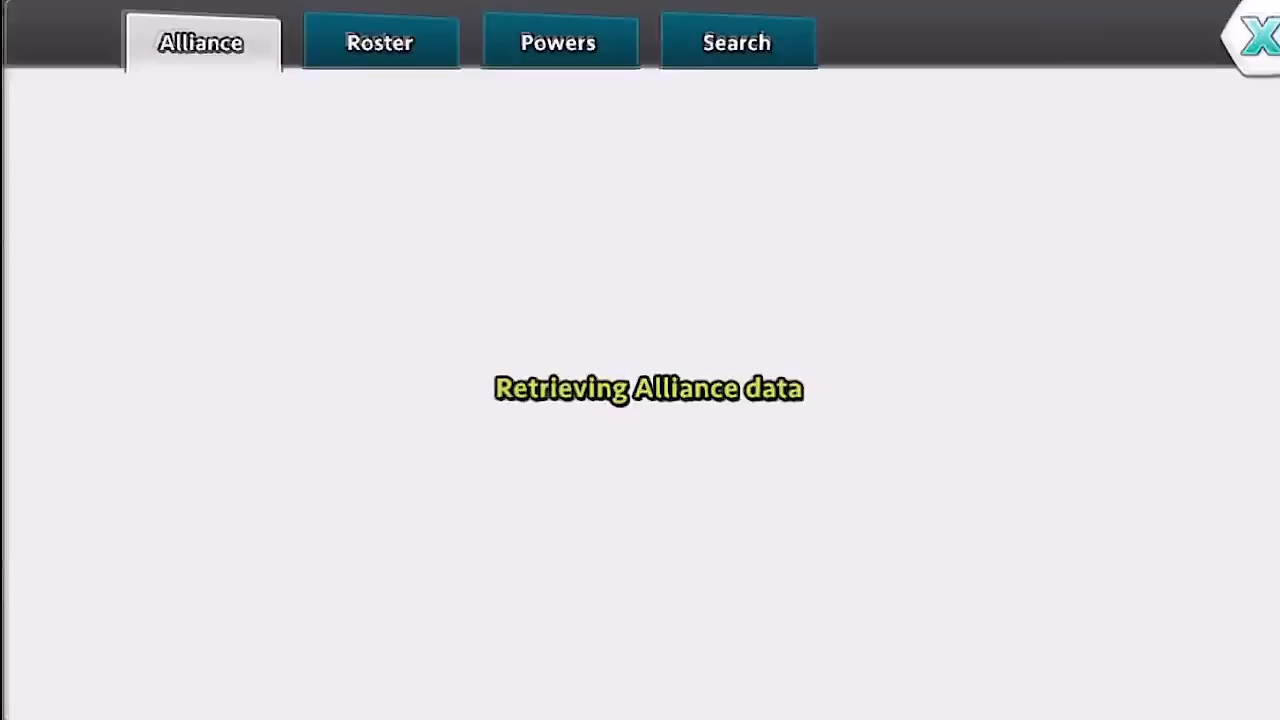 Alliance
Roster
Powers
Search
X
Retrieving Alliance data